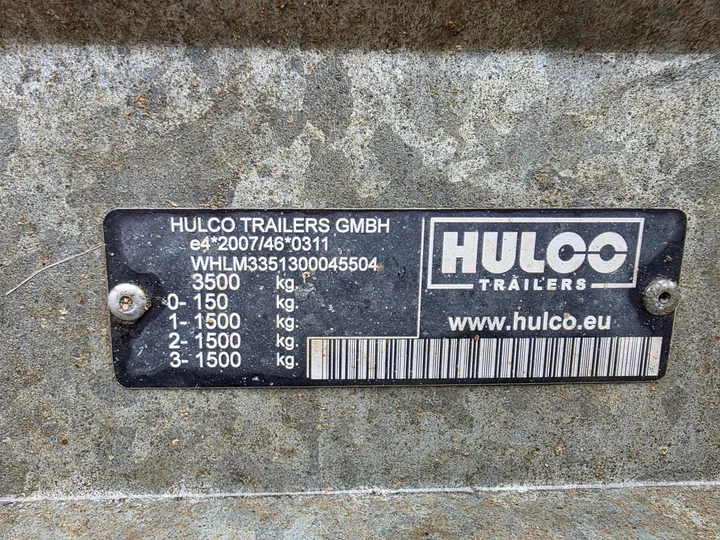 HULCO TRAILERS GMBH
e4*2007/46*0311
WHLM3351300045504
3500 kg.
0- 150 kg.
1- 1500 kg.
2- 1500 kg.
3- 1500 kg.
HULCO
TRAILERS
www.hulco.eu